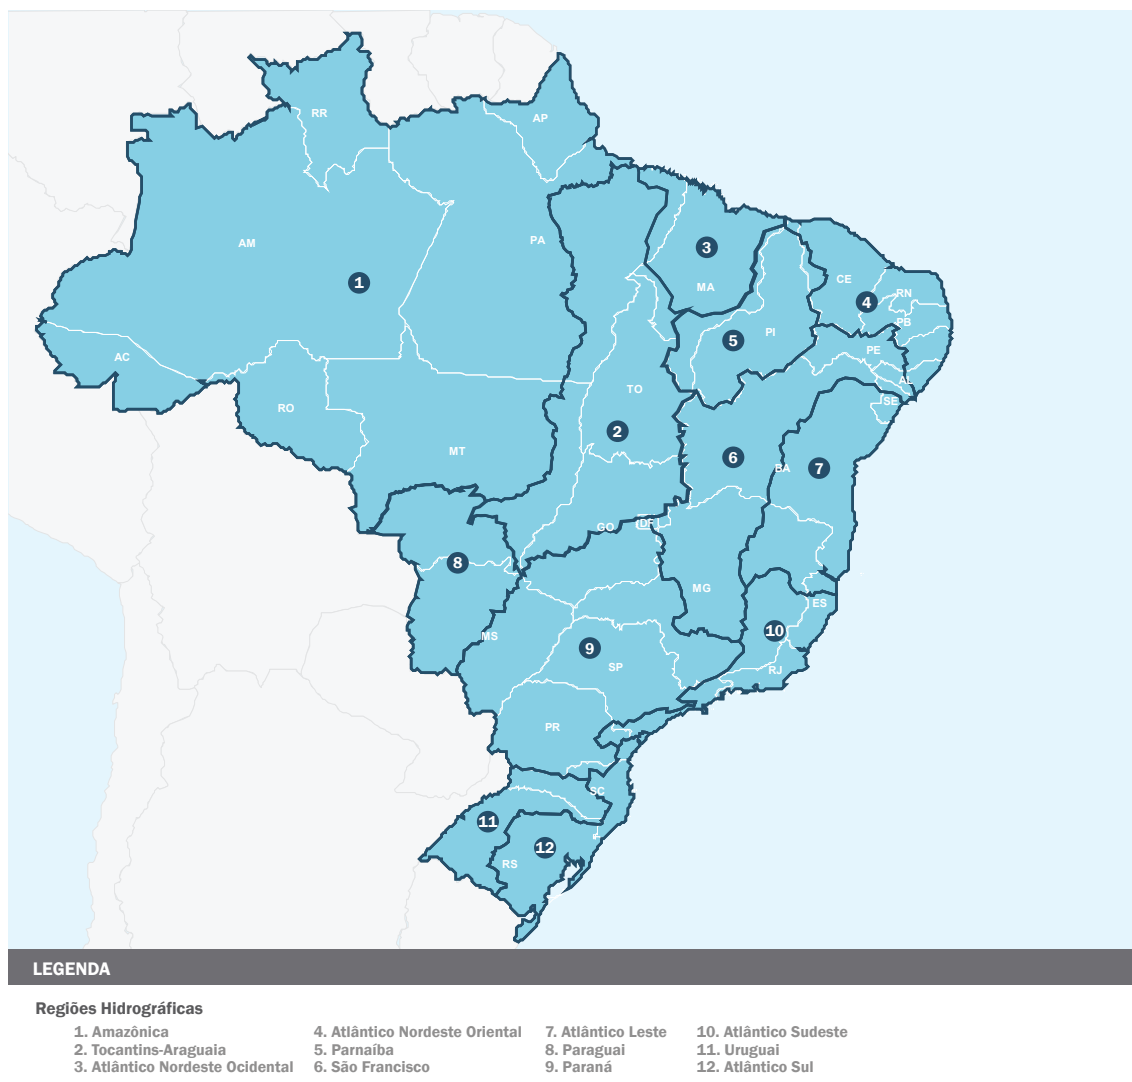 RR
AP
AM
PA
3
1
MA
CE
4
RN
PB
PI
5
AC
PE
AL
TO
SE
RO
2
MT
6
BA
7
GO
DF
8
MG
ES
10
MS
9
SP
RJ
PR
SC
11
12
RS
LEGENDA
Regiões Hidrográficas
1. Amazônica 4. Atlântico Nordeste Oriental 7. Atlântico Leste 10. Atlântico Sudeste
2. Tocantins-Araguaia 5. Parnaíba 8. Paraguai 11. Uruguai
3. Atlântico Nordeste Ocidental 6. São Francisco 9. Paraná 12. Atlântico Sul